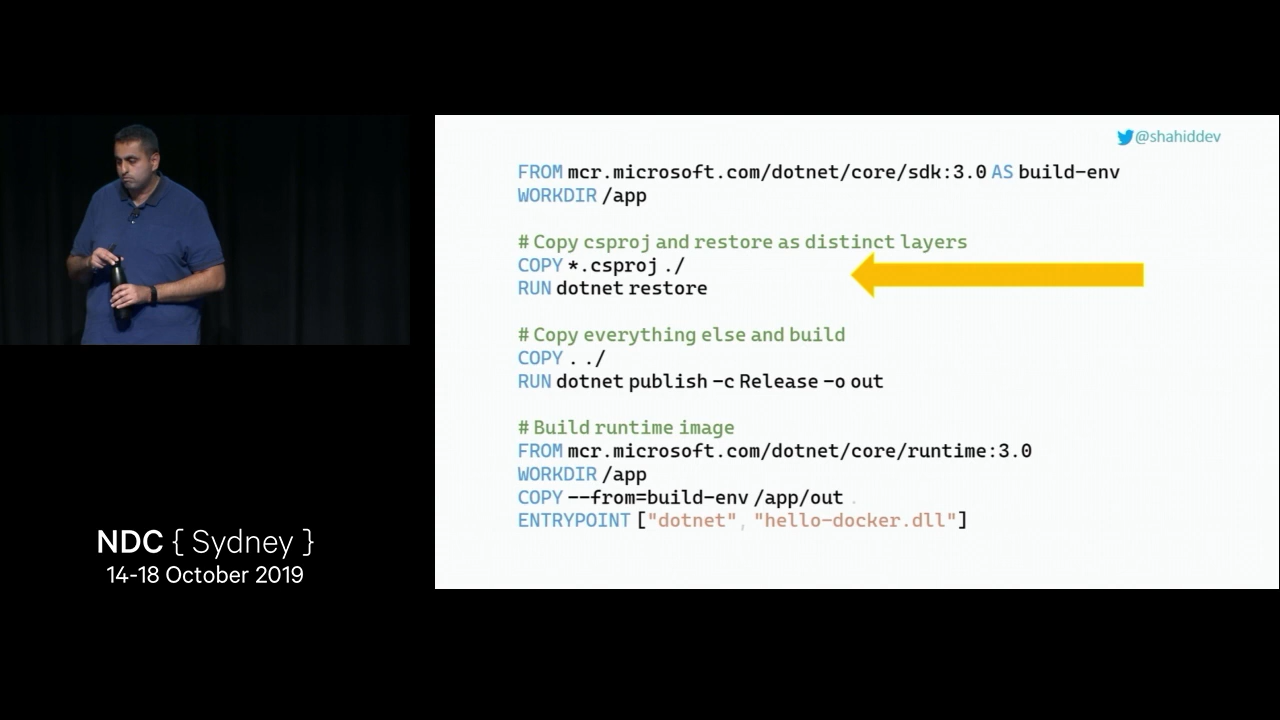 @shahiddev
FROM mcr.microsoft.com/dotnet/core/sdk:3.0 AS build-env
WORKDIR /app
# Copy csproj and restore as distinct layers
COPY *.csproj ./
RUN dotnet restore
# Copy everything else and build
COPY . ./
RUN dotnet publish -c Release -o out
# Build runtime image
FROM mcr.microsoft.com/dotnet/core/runtime:3.0
WORKDIR /app
COPY --from=build-env /app/out .
ENTRYPOINT ["dotnet", "hello-docker.dll"]
NDC { Sydney }
14-18 October 2019